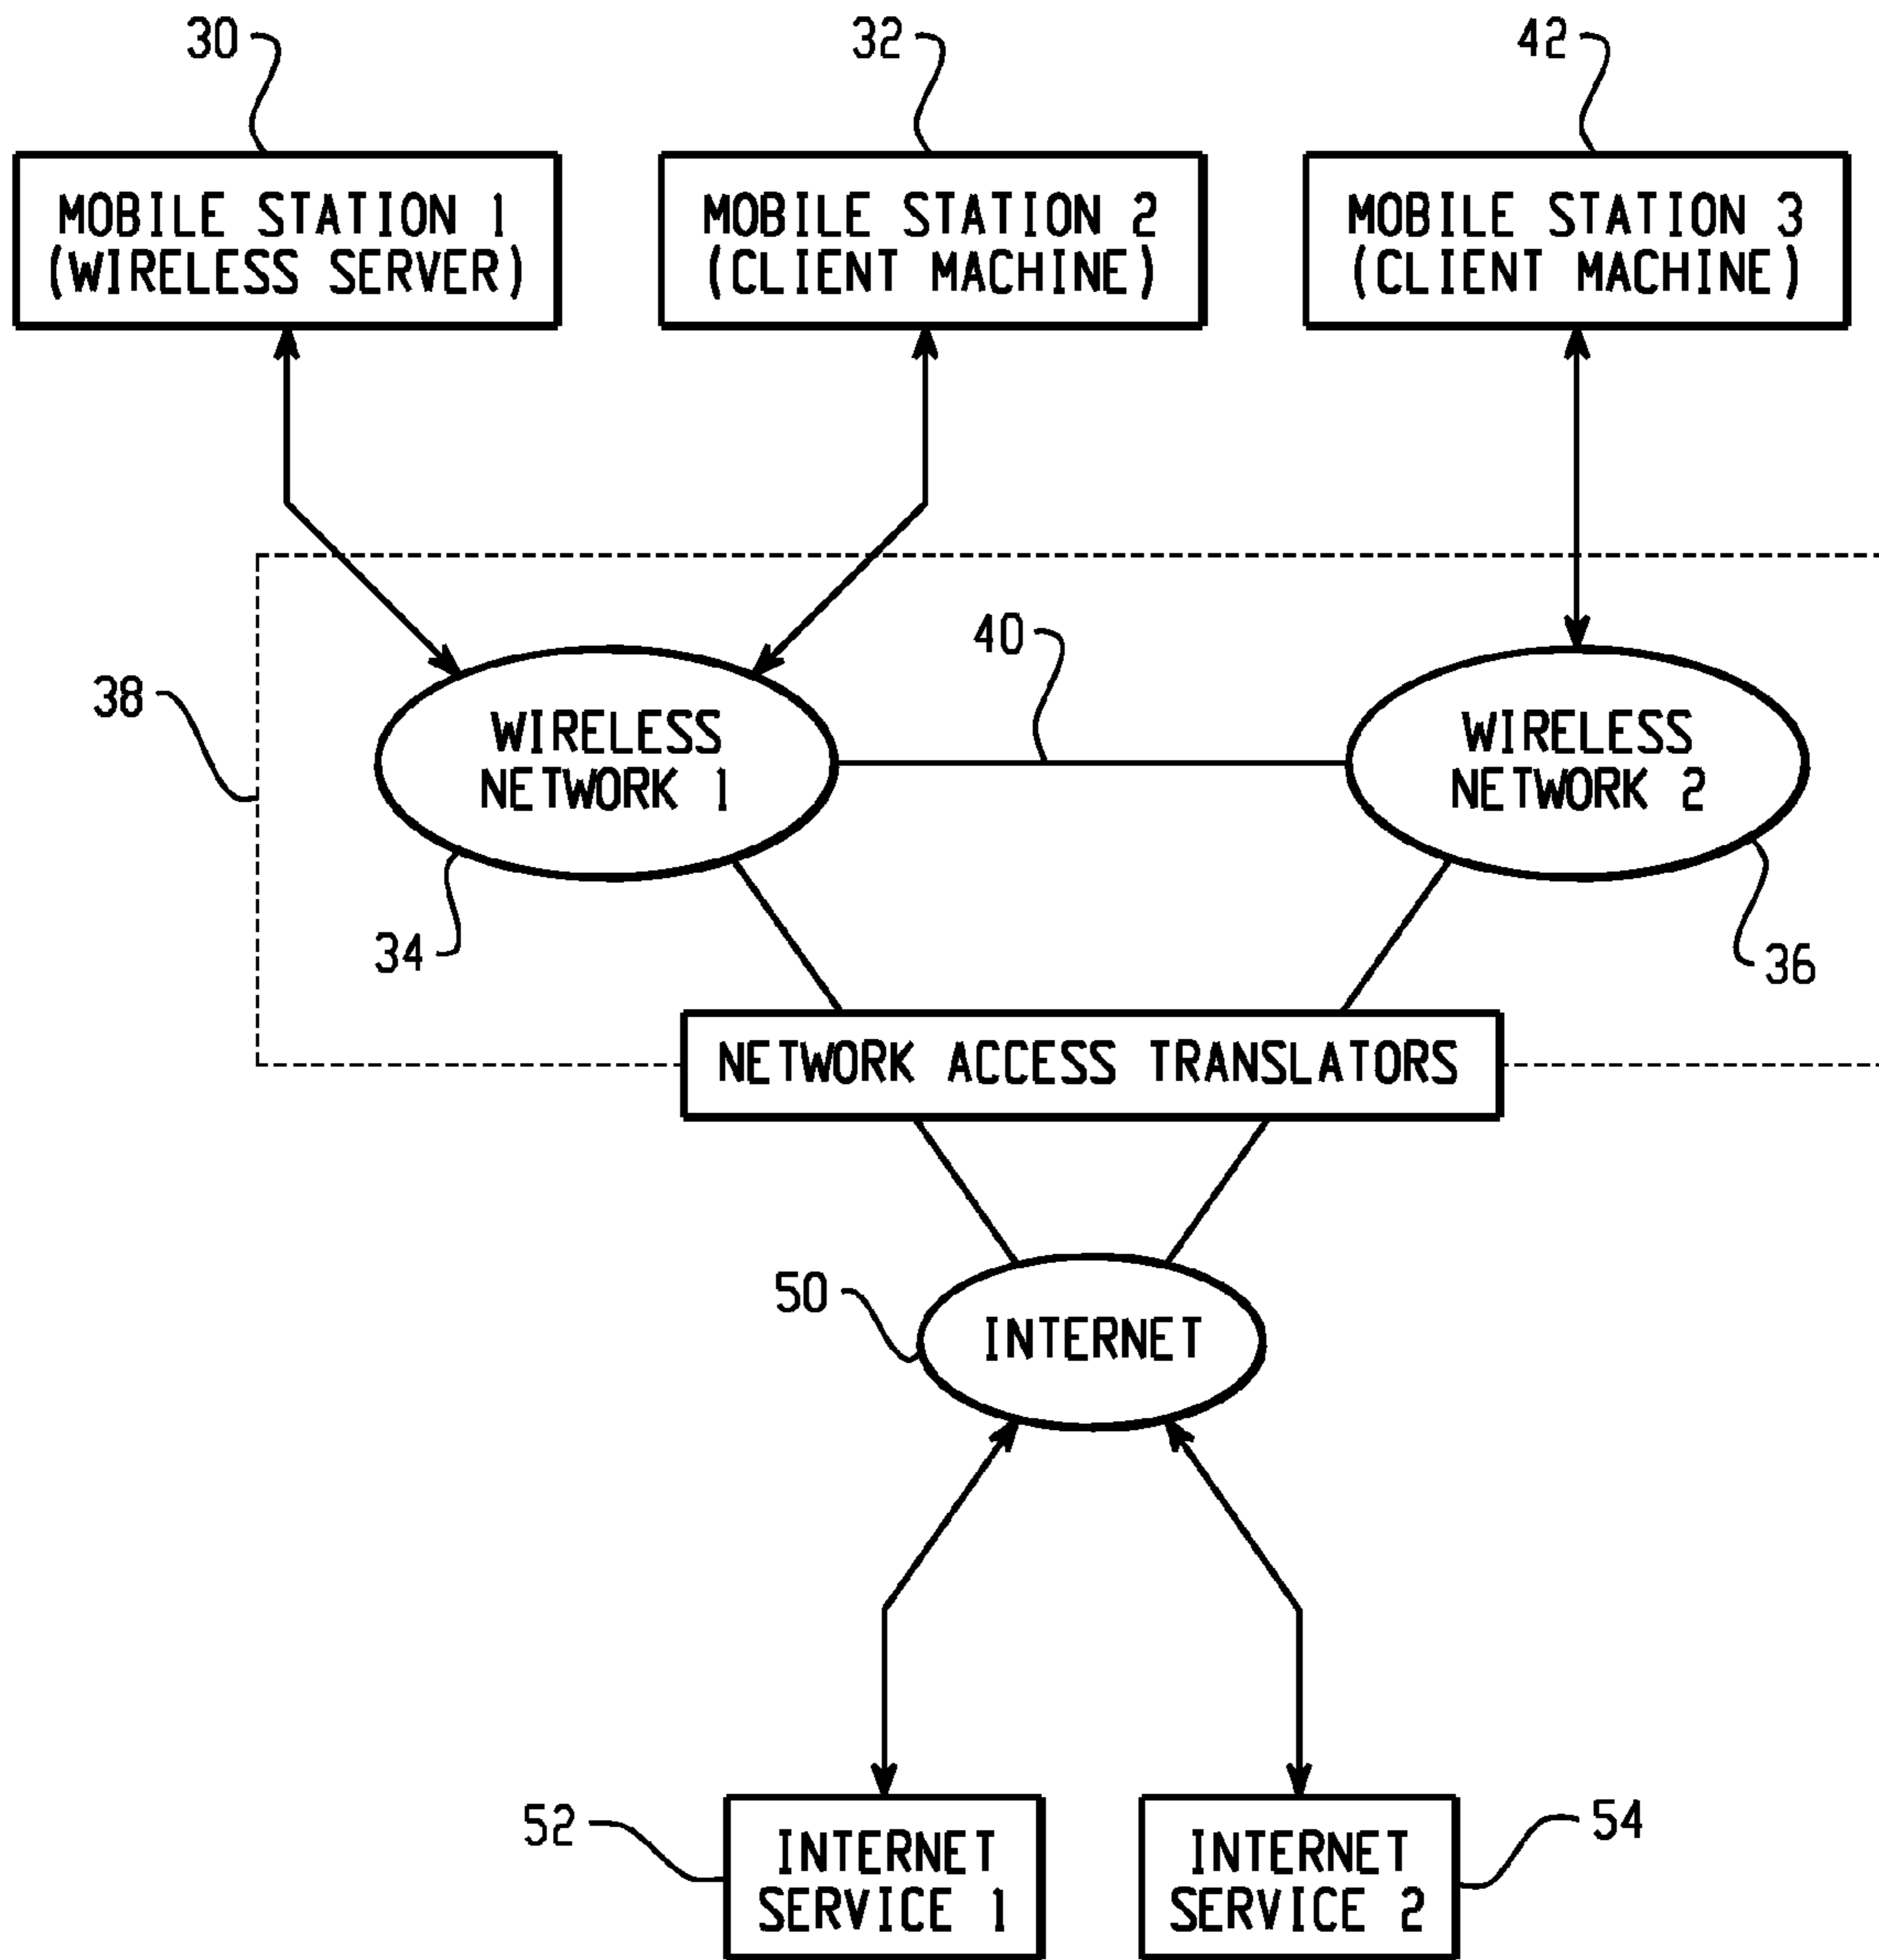 30
32
42
MOBILE STATION 1
(WIRELESS SERVER)
MOBILE STATION 2
(CLIENT MACHINE)
MOBILE STATION 3
(CLIENT MACHINE)
40
38
WIRELESS
NETWORK 1
WIRELESS
NETWORK 2
34
36
NETWORK ACCESS TRANSLATORS
50
INTERNET
52
54
INTERNET
SERVICE 1
INTERNET
SERVICE 2